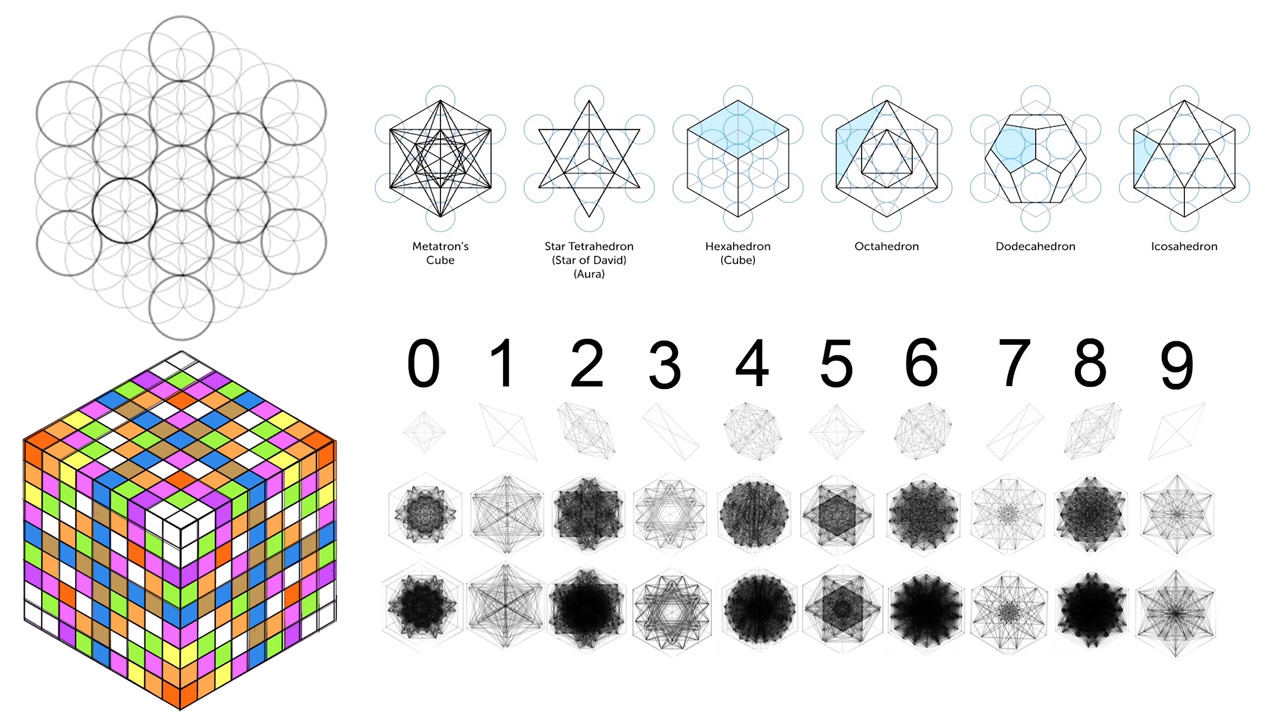 Metatron's
Cube
Star Tetrahedron
(Star of David)
(Aura)
Hexahedron
(Cube)
Octahedron
Dodecahedron
Icosahedron
0 1 2 3 4 5 6 7 8 9